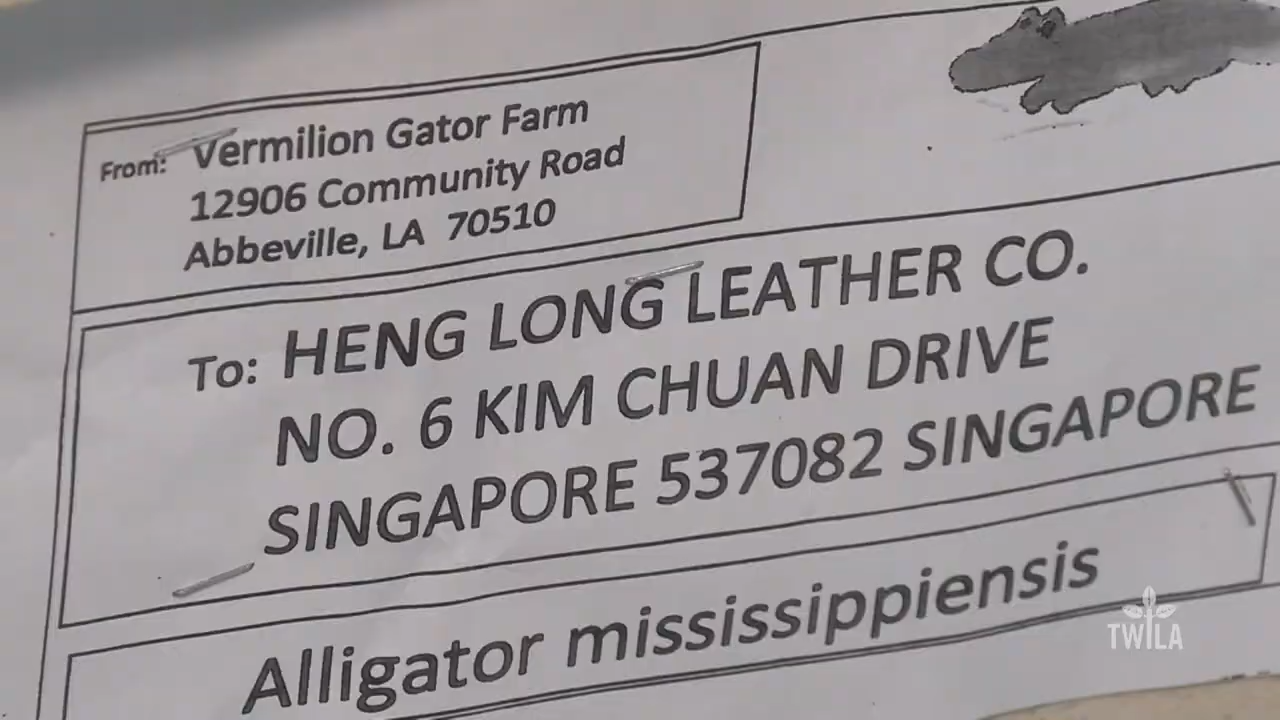 From: Vermilion Gator Farm
12906 Community Road
Abbeville, LA 70510
To: HENG LONG LEATHER CO.
NO. 6 KIM CHUAN DRIVE
SINGAPORE 537082 SINGAPORE
Alligator mississippiensis
TWILA